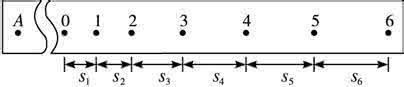 A 0 1 2 3 4 5 6
s₁ s₂ s₃ s₄ s₅ s₆